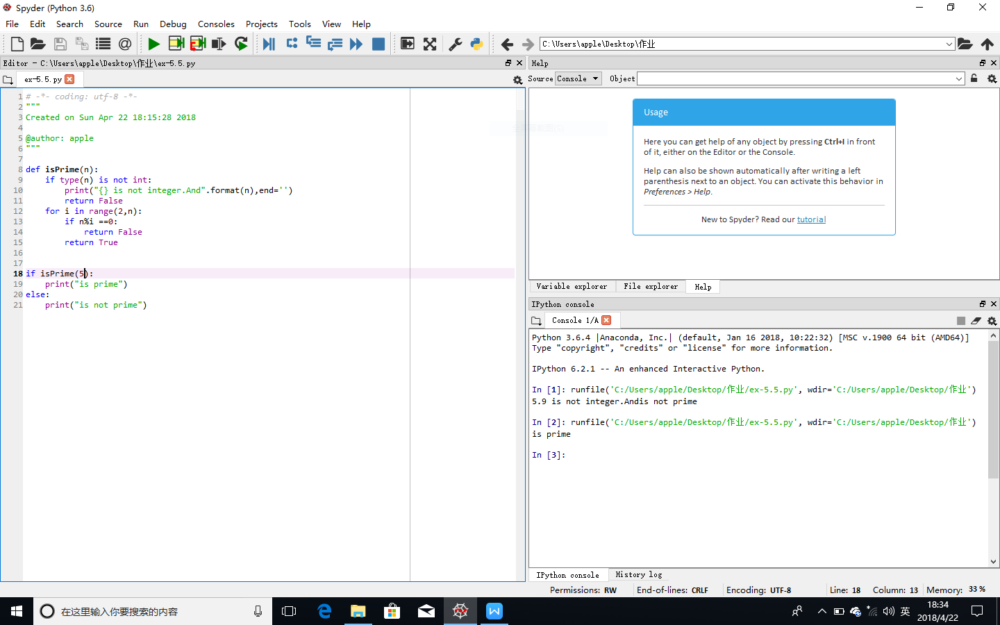 Spyder (Python 3.6)
File Edit Search Source Run Debug Consoles Projects Tools View Help
C:\Users\apple\Desktop\作业
Editor - C:\Users\apple\Desktop\作业\ex-5.5.py
ex-5.5.py
1 # -*- coding: utf-8 -*-
2 """
3 Created on Sun Apr 22 18:15:28 2018
4
5 @author: apple
6 """
7
8 def isPrime(n):
9     if type(n) is not int:
10         print("{} is not integer.And".format(n),end='')
11         return False
12     for i in range(2,n):
13         if n%i ==0:
14             return False
15         return True
16
17
18 if isPrime(5):
19     print("is prime")
20 else:
21     print("is not prime")
Help
Source Console Object
Usage
Here you can get help of any object by pressing Ctrl+I in front
of it, either on the Editor or the Console.
Help can also be shown automatically after writing a left
parenthesis next to an object. You can activate this behavior in
Preferences > Help.
New to Spyder? Read our tutorial
Variable explorer File explorer Help
IPython console
Console 1/A
Python 3.6.4 |Anaconda, Inc.| (default, Jan 16 2018, 10:22:32) [MSC v.1900 64 bit (AMD64)]
Type "copyright", "credits" or "license" for more information.
IPython 6.2.1 -- An enhanced Interactive Python.
In [1]: runfile('C:/Users/apple/Desktop/作业/ex-5.5.py', wdir='C:/Users/apple/Desktop/作业')
5.9 is not integer.Andis not prime
In [2]: runfile('C:/Users/apple/Desktop/作业/ex-5.5.py', wdir='C:/Users/apple/Desktop/作业')
is prime
In [3]:
IPython console History log
Permissions: RW End-of-lines: CRLF Encoding: UTF-8 Line: 18 Column: 13 Memory: 33 %
在这里输入你要搜索的内容
英
18:34
2018/4/22